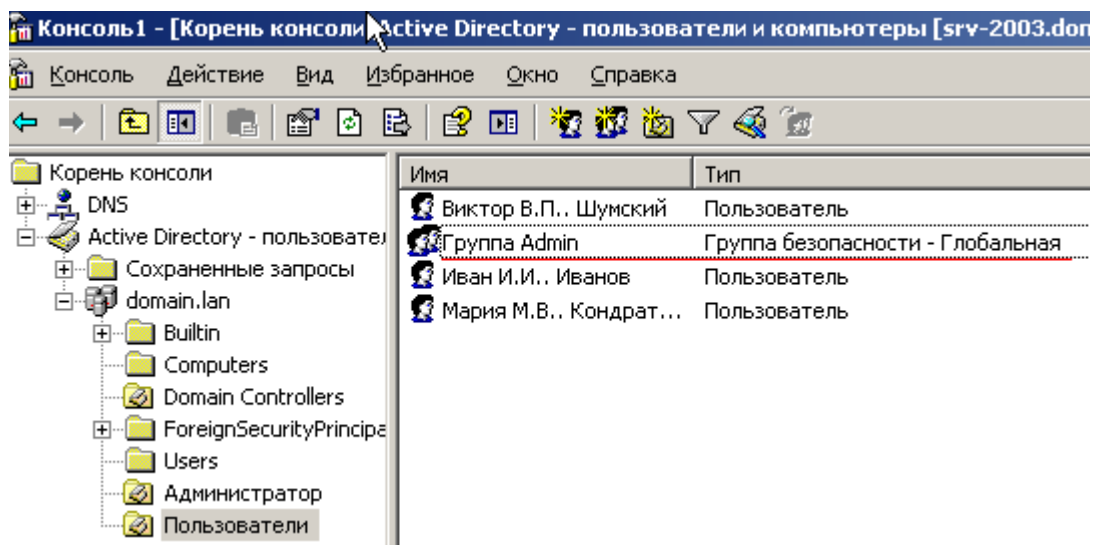 Консоль1 - [Корень консоли\Active Directory - пользователи и компьютеры [srv-2003.dom
Консоль Действие Вид Избранное Окно Справка
Корень консоли
DNS
Active Directory - пользовател
Сохраненные запросы
domain.lan
Builtin
Computers
Domain Controllers
ForeignSecurityPrincipa
Users
Администратор
Пользователи
Имя Тип
Виктор В.П.. Шумский Пользователь
Группа Admin Группа безопасности - Глобальная
Иван И.И.. Иванов Пользователь
Мария М.В.. Кондрат... Пользователь